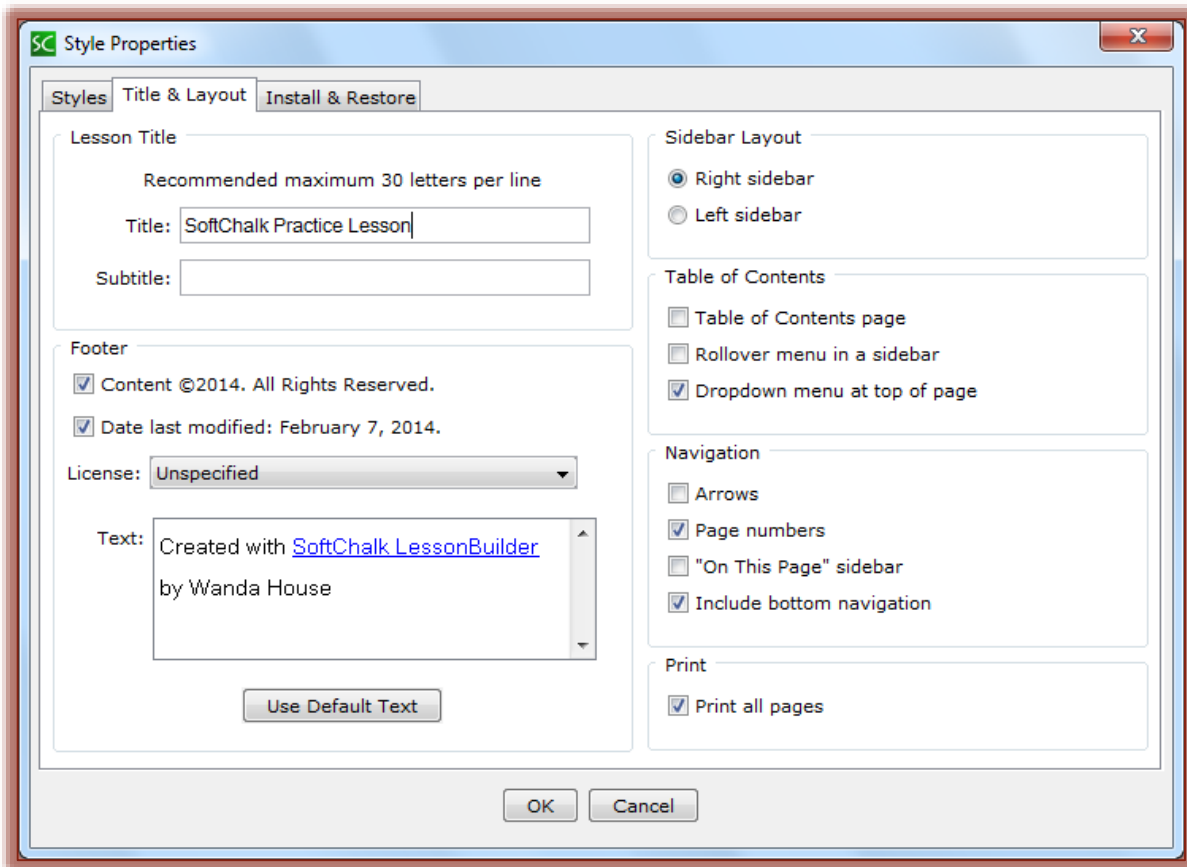 SC Style Properties
X
Styles
Title & Layout
Install & Restore
Lesson Title
Recommended maximum 30 letters per line
Title: SoftChalk Practice Lesson
Subtitle:
Footer
Content ©2014. All Rights Reserved.
Date last modified: February 7, 2014.
License: Unspecified
Text: Created with SoftChalk LessonBuilder
by Wanda House
Use Default Text
Sidebar Layout
Right sidebar
Left sidebar
Table of Contents
Table of Contents page
Rollover menu in a sidebar
Dropdown menu at top of page
Navigation
Arrows
Page numbers
"On This Page" sidebar
Include bottom navigation
Print
Print all pages
OK
Cancel